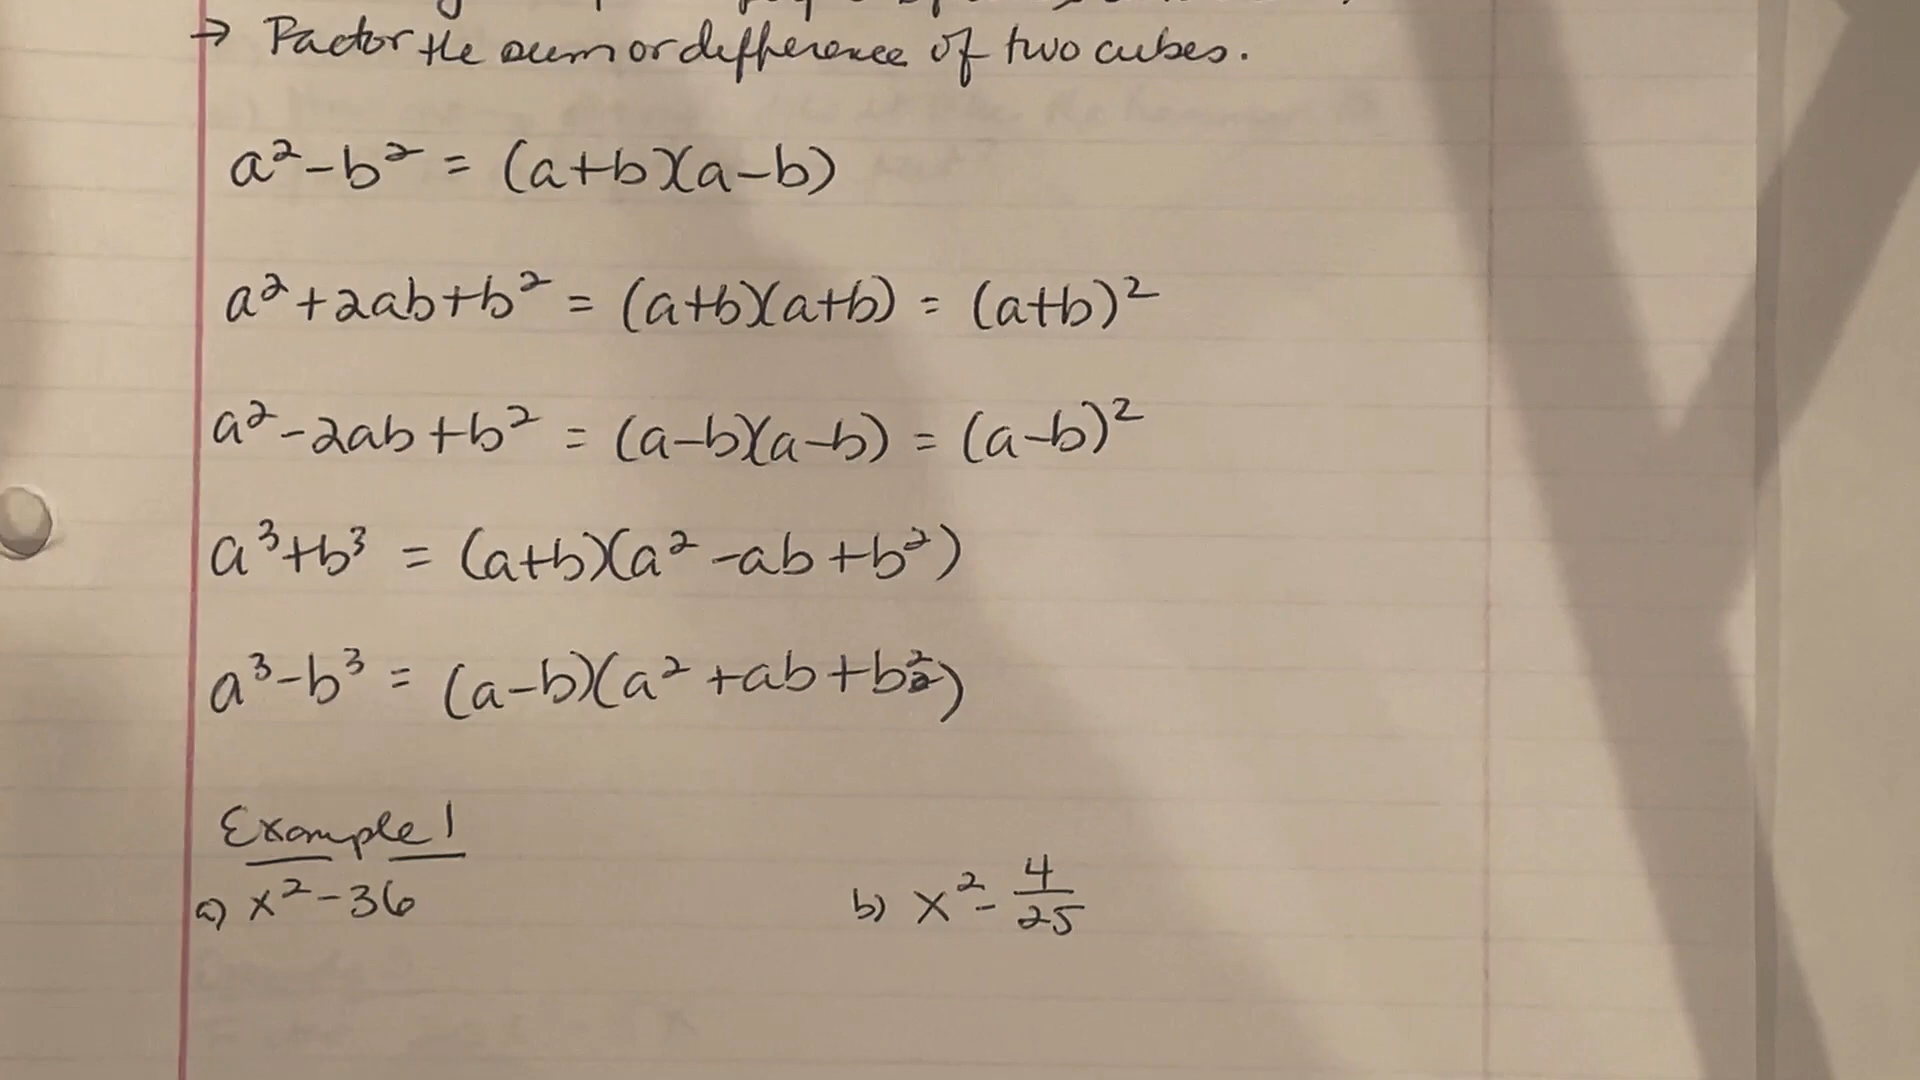 → Factor the sum or difference of two cubes.
a² - b² = (a+b)(a-b)
a² + 2ab + b² = (a+b)(a+b) = (a+b)²
a² - 2ab + b² = (a-b)(a-b) = (a-b)²
a³ + b³ = (a+b)(a² - ab + b²)
a³ - b³ = (a-b)(a² + ab + b²)
Example 1
a) x² - 36 b) x² - 4/25